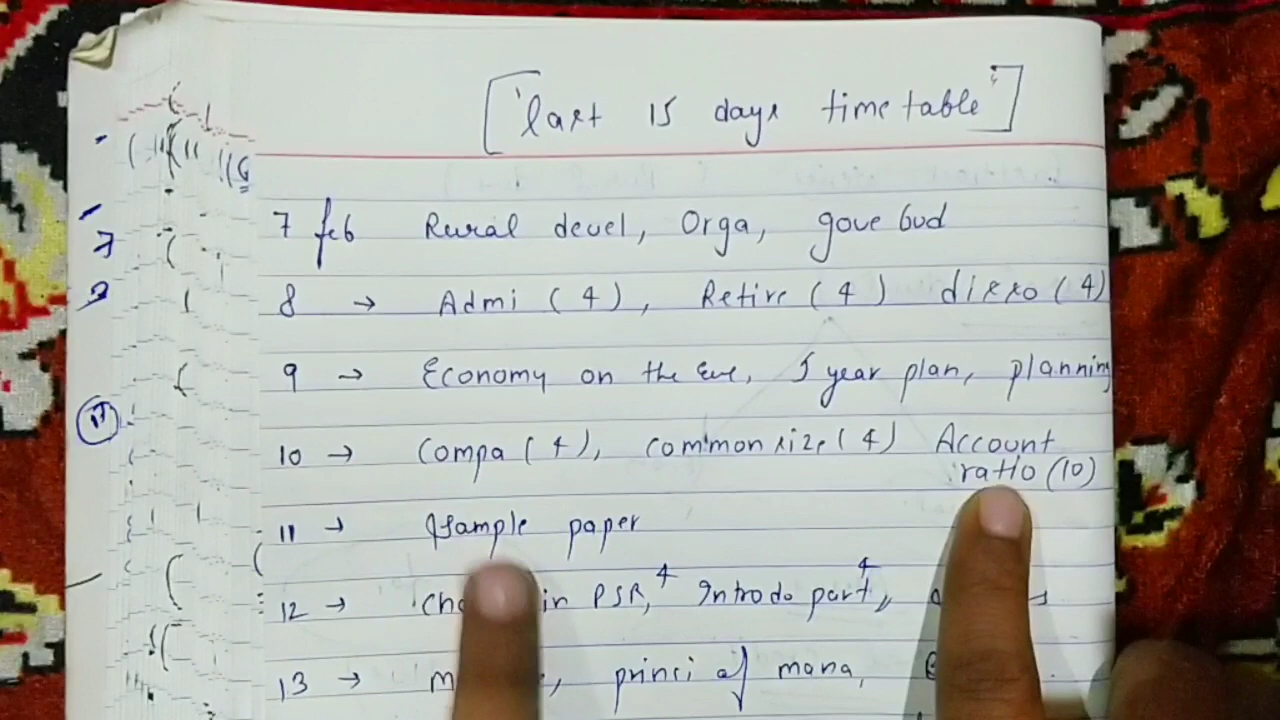 ["last 15 days time table"]
7 feb Rural devel, Orga, gove bud
8 → Admi (4), Retire (4) disso (4)
9 → Economy on the Eve, 5 year plan, planning
10 → Compa (4), common size (4) Account
ratio (10)
11 → sample paper
12 → in PSR,4 Introdo part4,
13 → princi of mana,